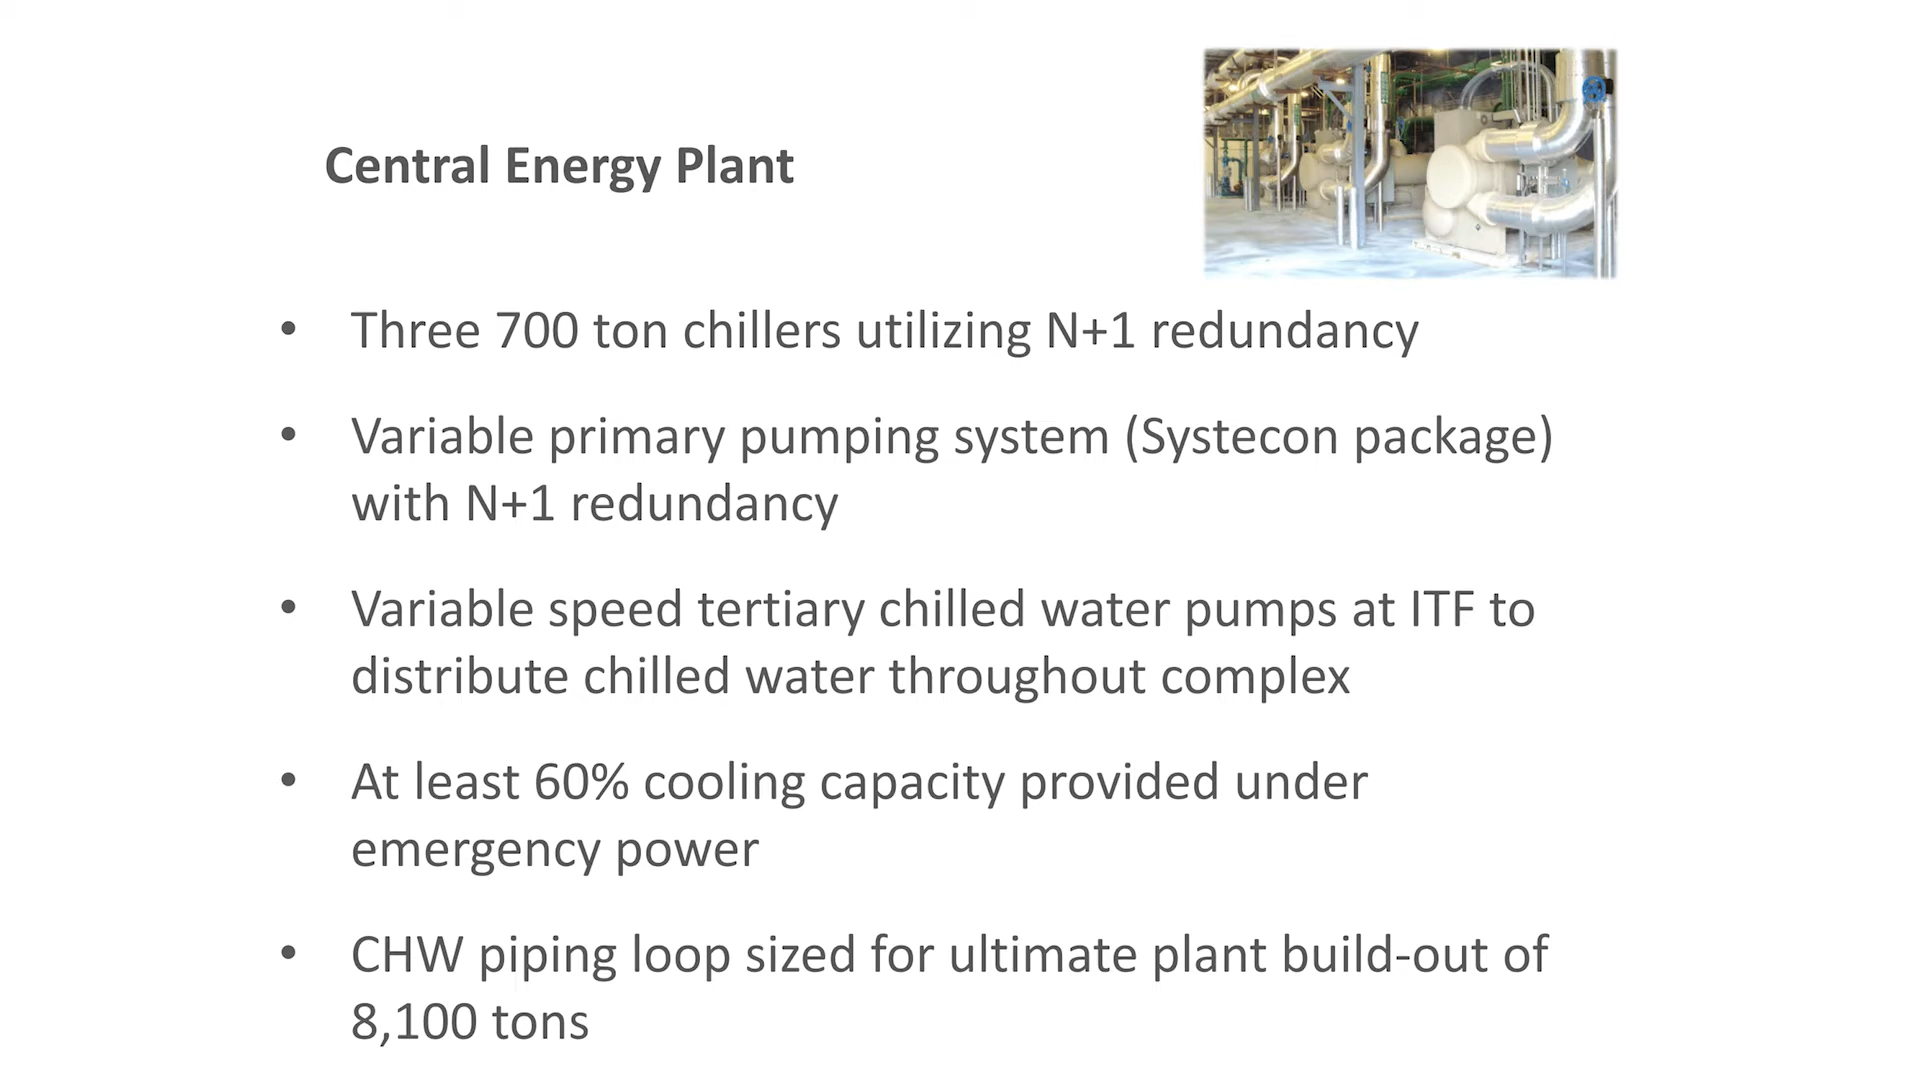 Central Energy Plant
• Three 700 ton chillers utilizing N+1 redundancy
• Variable primary pumping system (Systecon package)
with N+1 redundancy
• Variable speed tertiary chilled water pumps at ITF to
distribute chilled water throughout complex
• At least 60% cooling capacity provided under
emergency power
• CHW piping loop sized for ultimate plant build-out of
8,100 tons